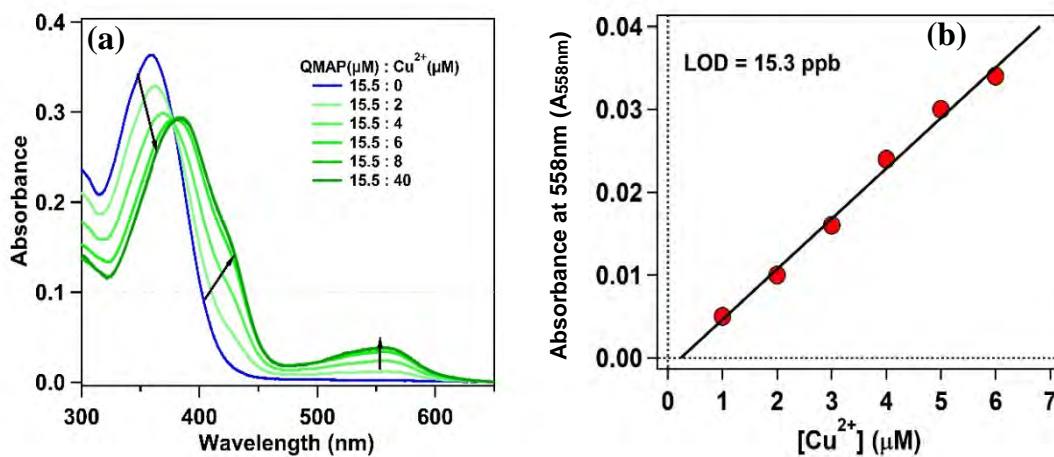 (a)
QMAP(μM) : Cu²⁺(μM)
15.5 : 0
15.5 : 2
15.5 : 4
15.5 : 6
15.5 : 8
15.5 : 40
Absorbance
0.4
0.3
0.2
0.1
0.0
300
400
500
600
Wavelength (nm)
(b)
LOD = 15.3 ppb
Absorbance at 558nm (A558nm)
0.04
0.03
0.02
0.01
0.00
0
1
2
3
4
5
6
7
[Cu²⁺] (μM)